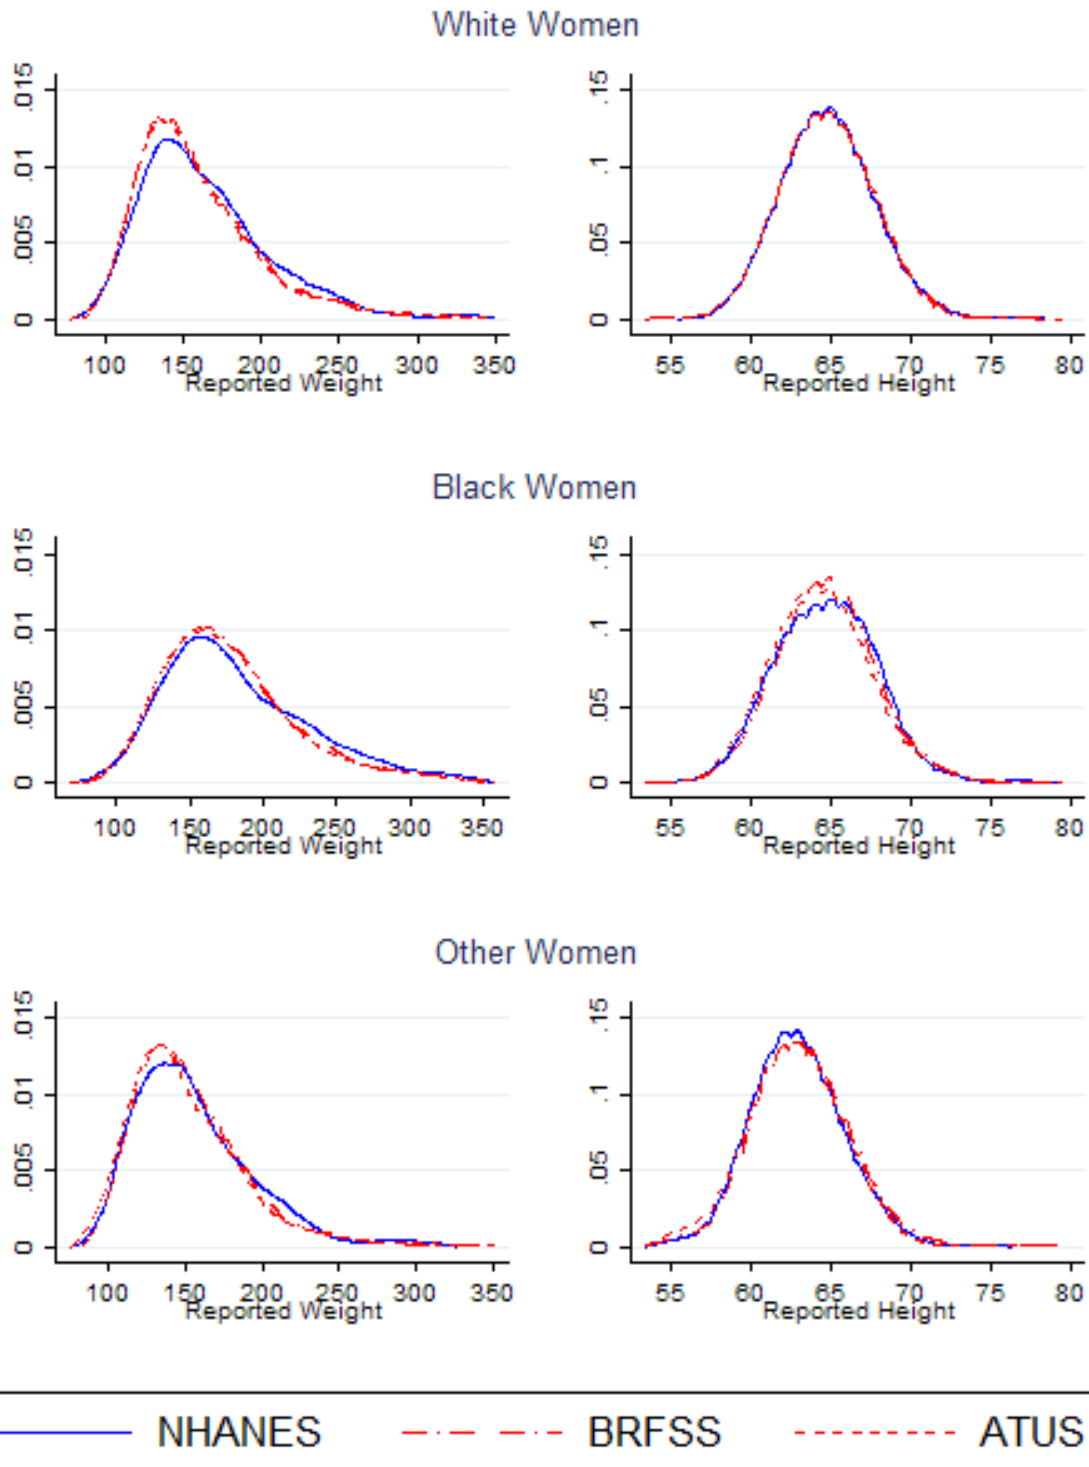 White Women
.015
.01
.005
0
100 150 200 250 300 350
Reported Weight
.15
.1
.05
0
55 60 65 70 75 80
Reported Height
Black Women
.015
.01
.005
0
100 150 200 250 300 350
Reported Weight
.15
.1
.05
0
55 60 65 70 75 80
Reported Height
Other Women
.015
.01
.005
0
100 150 200 250 300 350
Reported Weight
.15
.1
.05
0
55 60 65 70 75 80
Reported Height
NHANES BRFSS ATUS